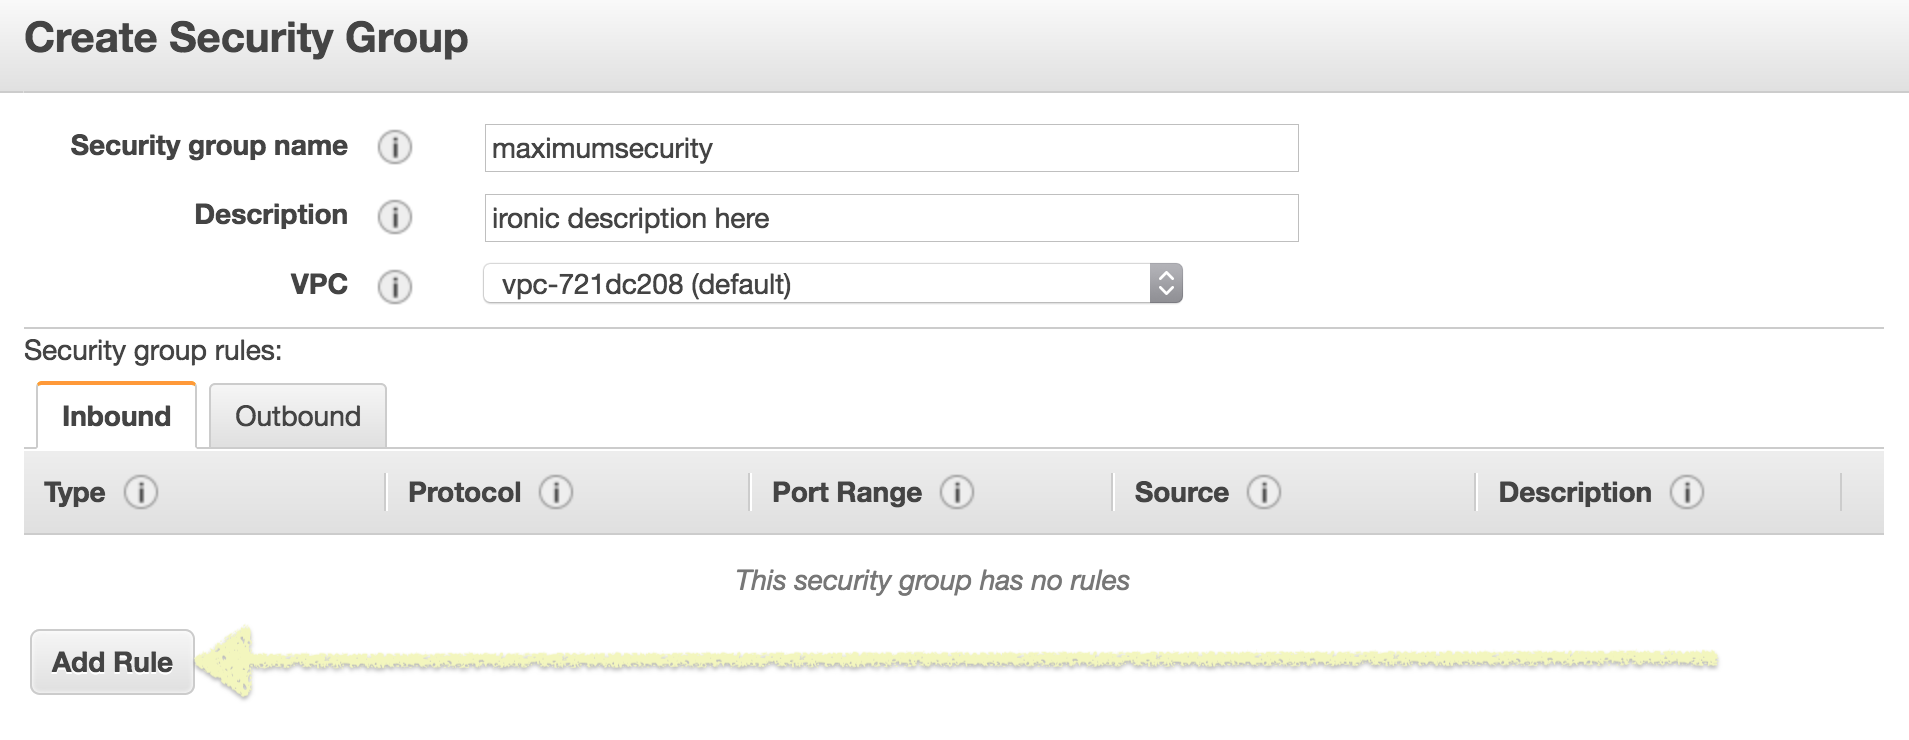 Create Security Group
Security group name
maximumsecurity
Description
ironic description here
VPC
vpc-721dc208 (default)
Security group rules:
Inbound Outbound
Type Protocol Port Range Source Description
This security group has no rules
Add Rule